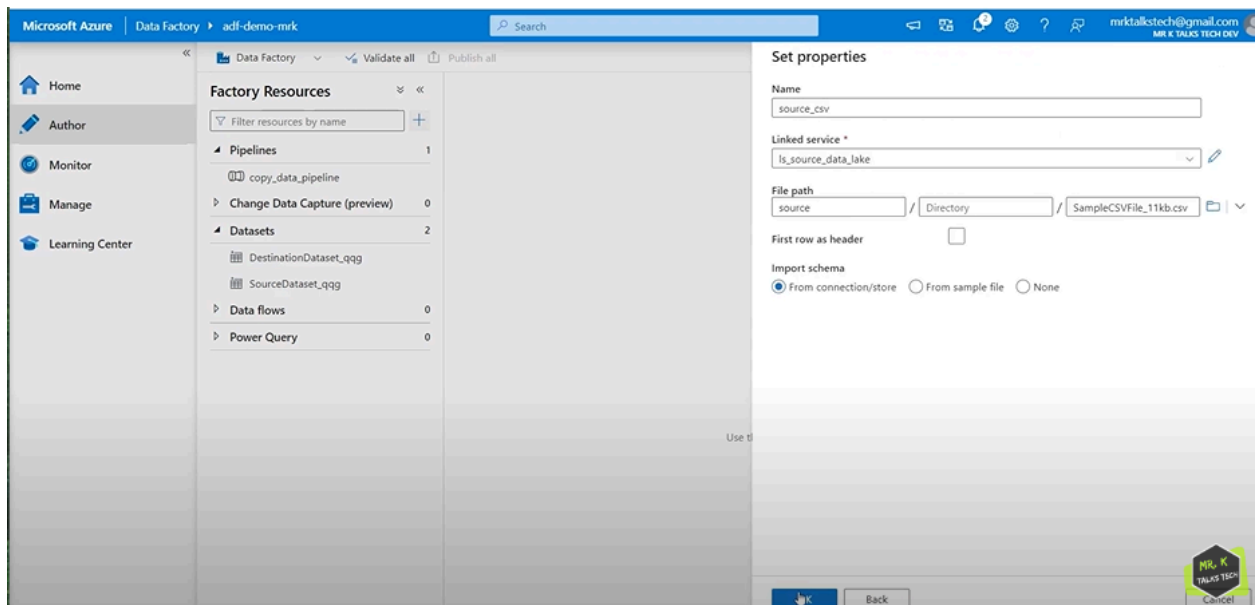 Microsoft Azure Data Factory adf-demo-mrk Search 2 mrktalkstech@gmail.com
MR K TALKS TECH DEV
Home
Author
Monitor
Manage
Learning Center
Data Factory Validate all Publish all
Factory Resources
Filter resources by name
Pipelines 1
copy_data_pipeline
Change Data Capture (preview) 0
Datasets 2
DestinationDataset_qqg
SourceDataset_qqg
Data flows 0
Power Query 0
Use
Set properties
Name
source_csv
Linked service *
ls_source_data_lake
File path
source / Directory / SampleCSVFile_11kb.csv
First row as header
Import schema
From connection/store From sample file None
Back Cancel
MR. K
TALKS TECH